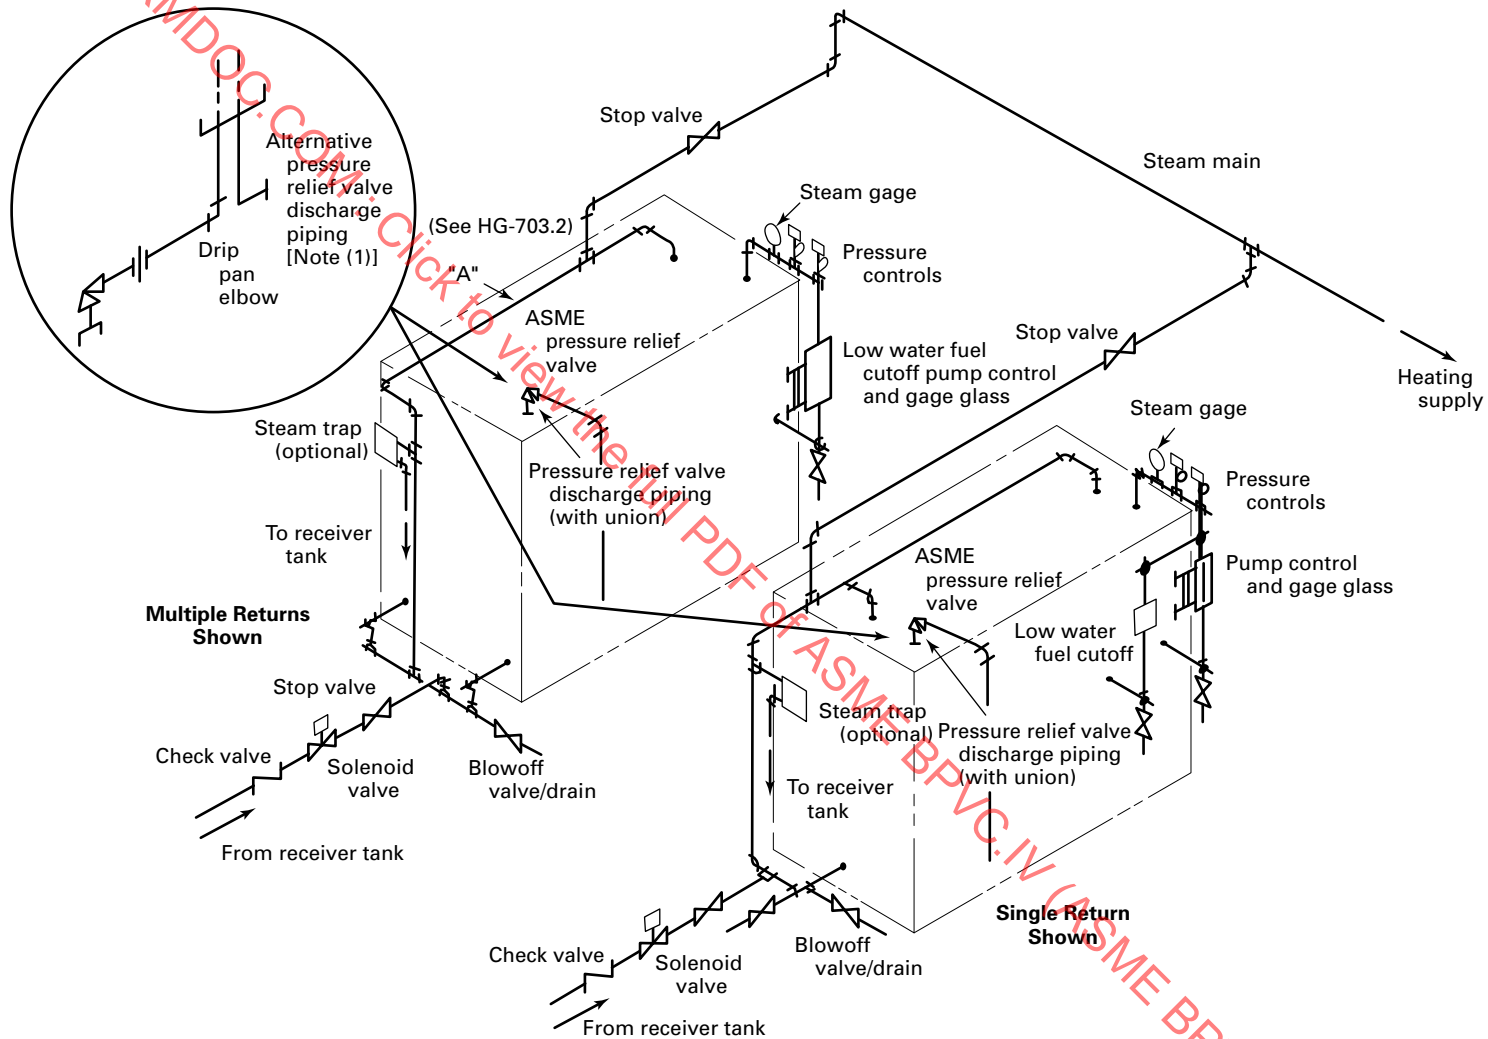 AMDOC.COM: Click to view the full PDF of ASME BPVC.IV (ASME BP
Alternative
pressure
relief valve
discharge
piping
[Note (1)]
Drip
pan
elbow
Stop valve
Steam main
(See HG-703.2)
Steam gage
Pressure
controls
"A"
ASME
pressure relief
valve
Stop valve
Low water fuel
cutoff pump control
and gage glass
Heating
supply
Steam trap
(optional)
Steam gage
Pressure relief valve
discharge piping
(with union)
Pressure
controls
To receiver
tank
ASME
pressure relief
valve
Pump control
and gage glass
Multiple Returns
Shown
Low water
fuel cutoff
Stop valve
Steam trap
(optional)
Pressure relief valve
discharge piping
(with union)
Check valve
Solenoid
valve
Blowoff
valve/drain
To receiver
tank
From receiver tank
Single Return
Shown
Check valve
Solenoid
valve
Blowoff
valve/drain
From receiver tank